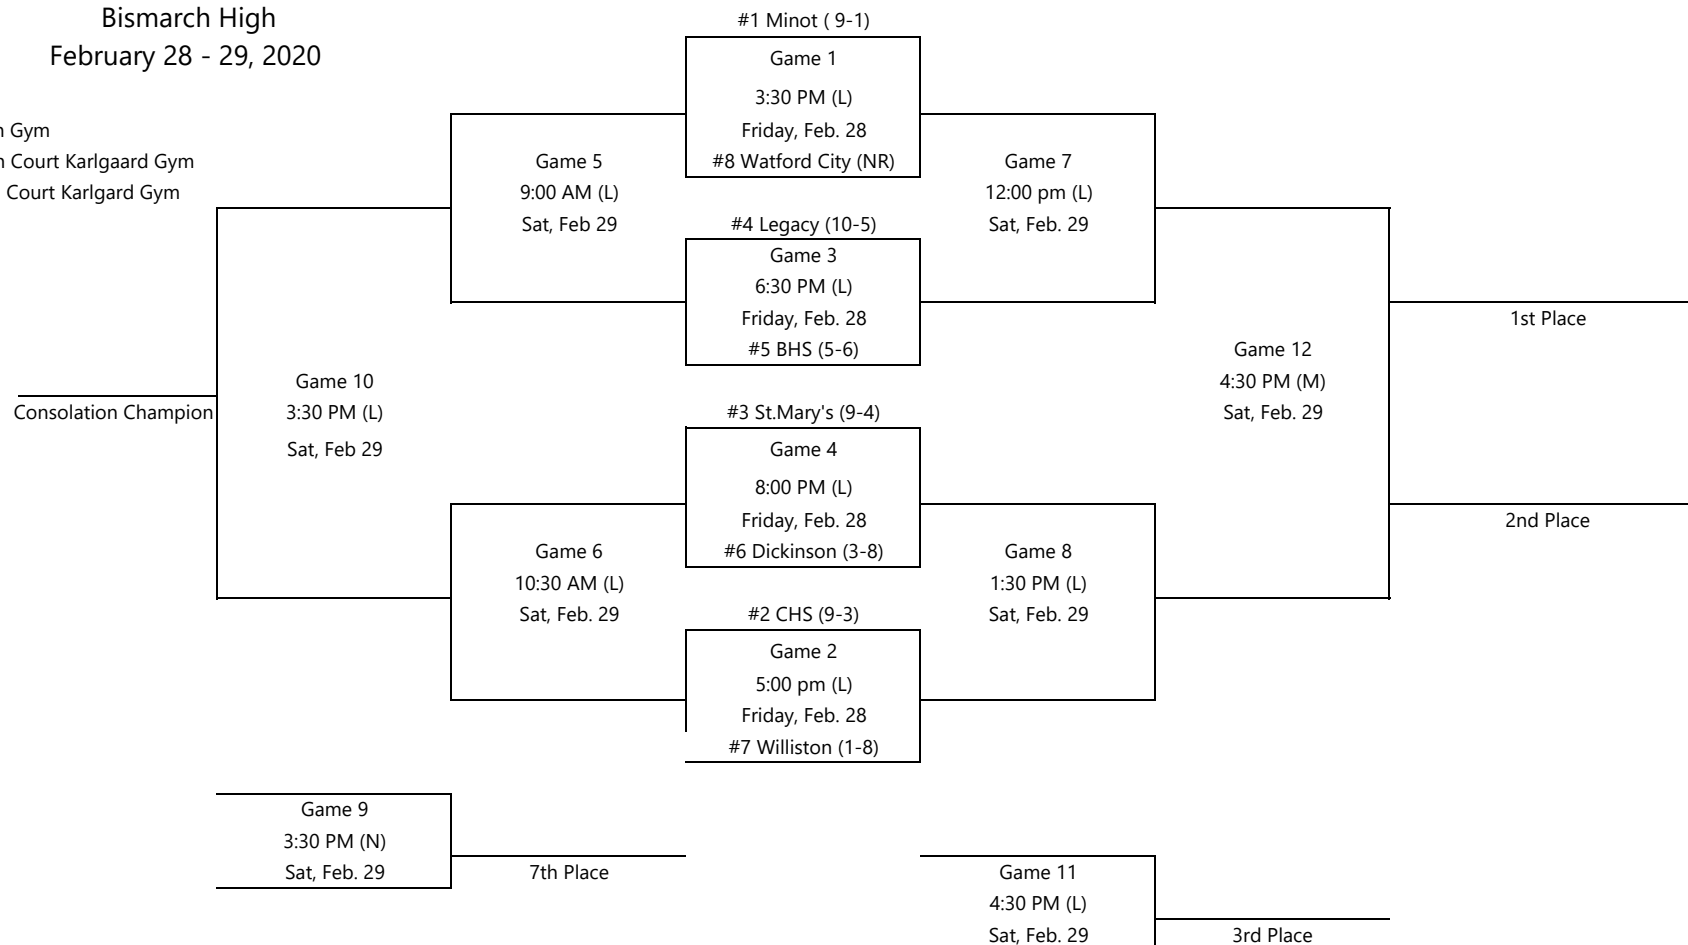 Bismarch High
February 28 - 29, 2020
Gym
Court Karlgaard Gym
Court Karlgard Gym
#1 Minot ( 9-1)
Game 1
3:30 PM (L)
Friday, Feb. 28
#8 Watford City (NR)
Game 5
9:00 AM (L)
Sat, Feb 29
Game 7
12:00 pm (L)
Sat, Feb. 29
#4 Legacy (10-5)
Game 3
6:30 PM (L)
Friday, Feb. 28
#5 BHS (5-6)
1st Place
Game 12
4:30 PM (M)
Sat, Feb. 29
Game 10
3:30 PM (L)
Sat, Feb 29
Consolation Champion
#3 St.Mary's (9-4)
Game 4
8:00 PM (L)
Friday, Feb. 28
#6 Dickinson (3-8)
2nd Place
Game 6
10:30 AM (L)
Sat, Feb. 29
Game 8
1:30 PM (L)
Sat, Feb. 29
#2 CHS (9-3)
Game 2
5:00 pm (L)
Friday, Feb. 28
#7 Williston (1-8)
Game 9
3:30 PM (N)
Sat, Feb. 29
7th Place
Game 11
4:30 PM (L)
Sat, Feb. 29
3rd Place